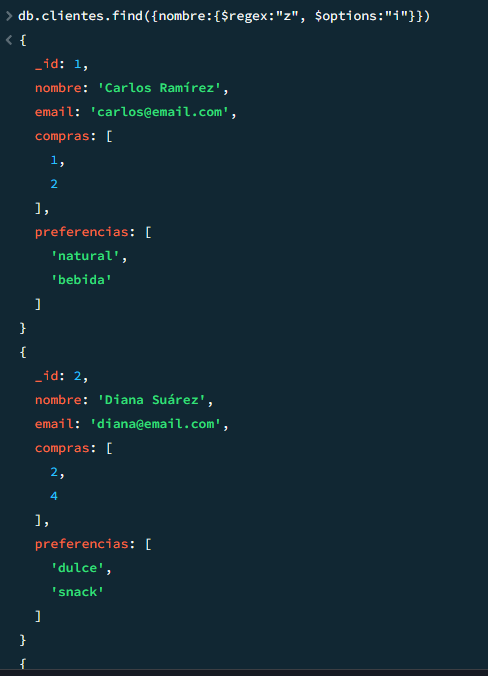 > db.clientes.find({nombre:{$regex:"z", $options:"i"}})
< {
_id: 1,
nombre: 'Carlos Ramírez',
email: 'carlos@email.com',
compras: [
1,
2
],
preferencias: [
'natural',
'bebida'
]
}
{
_id: 2,
nombre: 'Diana Suárez',
email: 'diana@email.com',
compras: [
2,
4
],
preferencias: [
'dulce',
'snack'
]
}
{